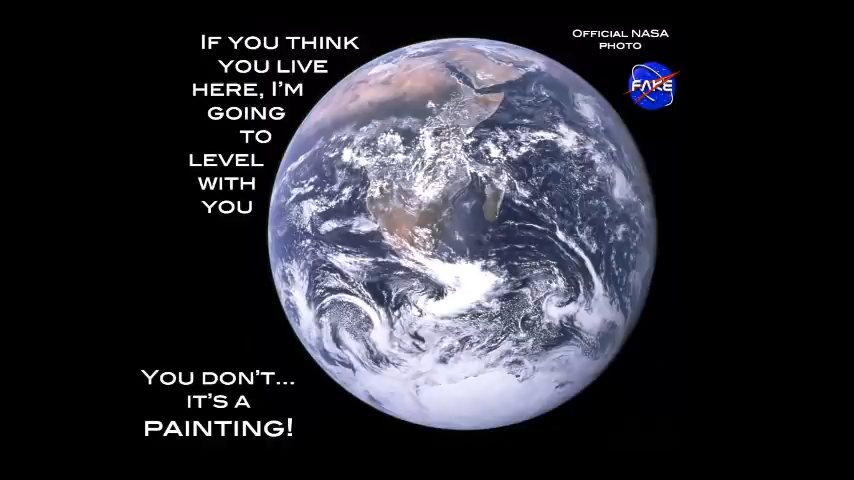 If you think
you live
here, I'm
going
to
level
with
you
Official NASA
photo
FAKE
You don't...
it's a
painting!